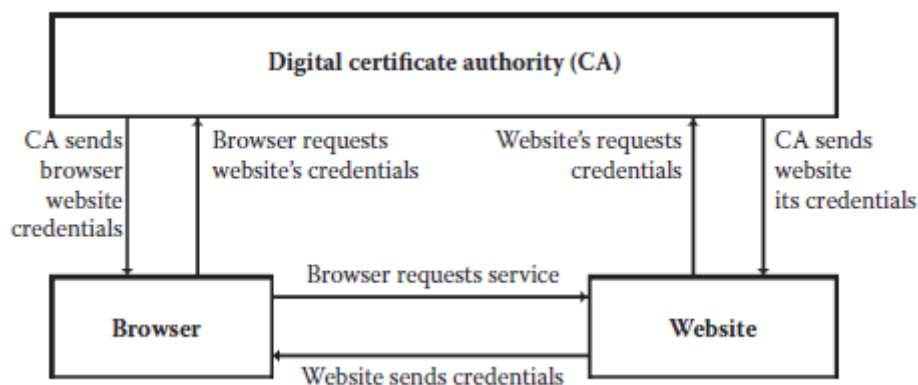 Digital certificate authority (CA)
CA sends
browser
website
credentials
Browser requests
website's credentials
Website's requests
credentials
CA sends
website
its credentials
Browser requests service
Browser
Website
Website sends credentials